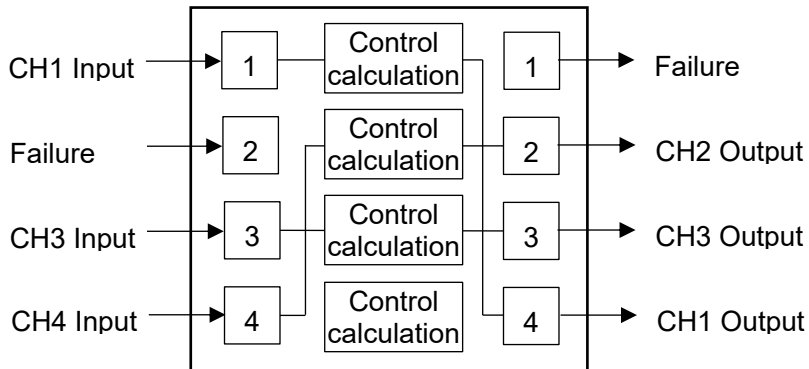 CH1 Input
1
Control
calculation
1
Failure
Failure
2
Control
calculation
2
CH2 Output
CH3 Input
3
Control
calculation
3
CH3 Output
CH4 Input
4
Control
calculation
4
CH1 Output